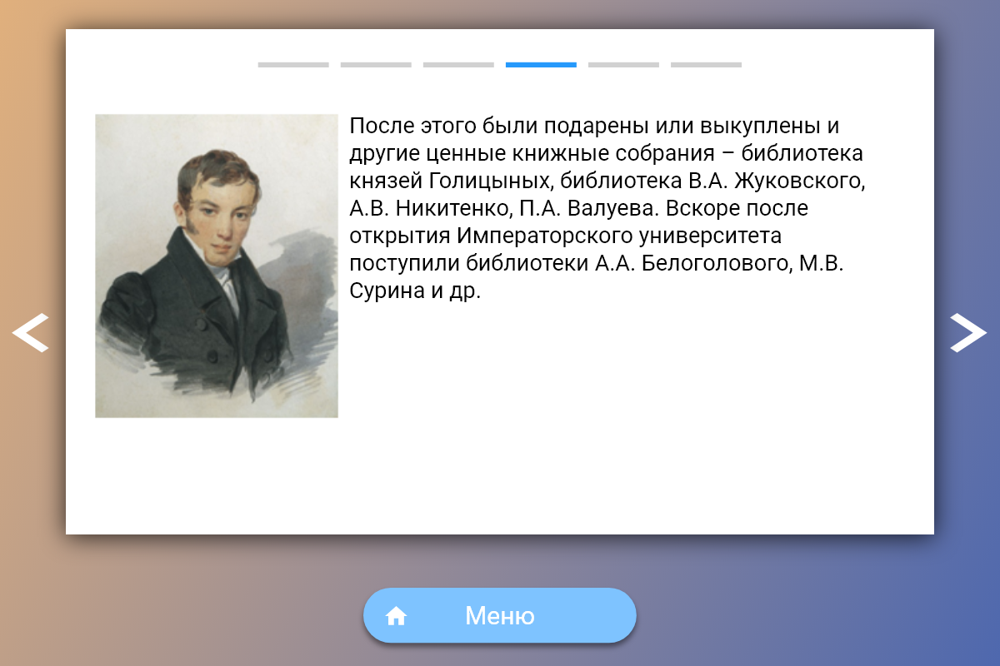 После этого были подарены или выкуплены и
другие ценные книжные собрания – библиотека
князей Голицыных, библиотека В.А. Жуковского,
А.В. Никитенко, П.А. Валуева. Вскоре после
открытия Императорского университета
поступили библиотеки А.А. Белоголового, М.В.
Сурина и др.
Меню